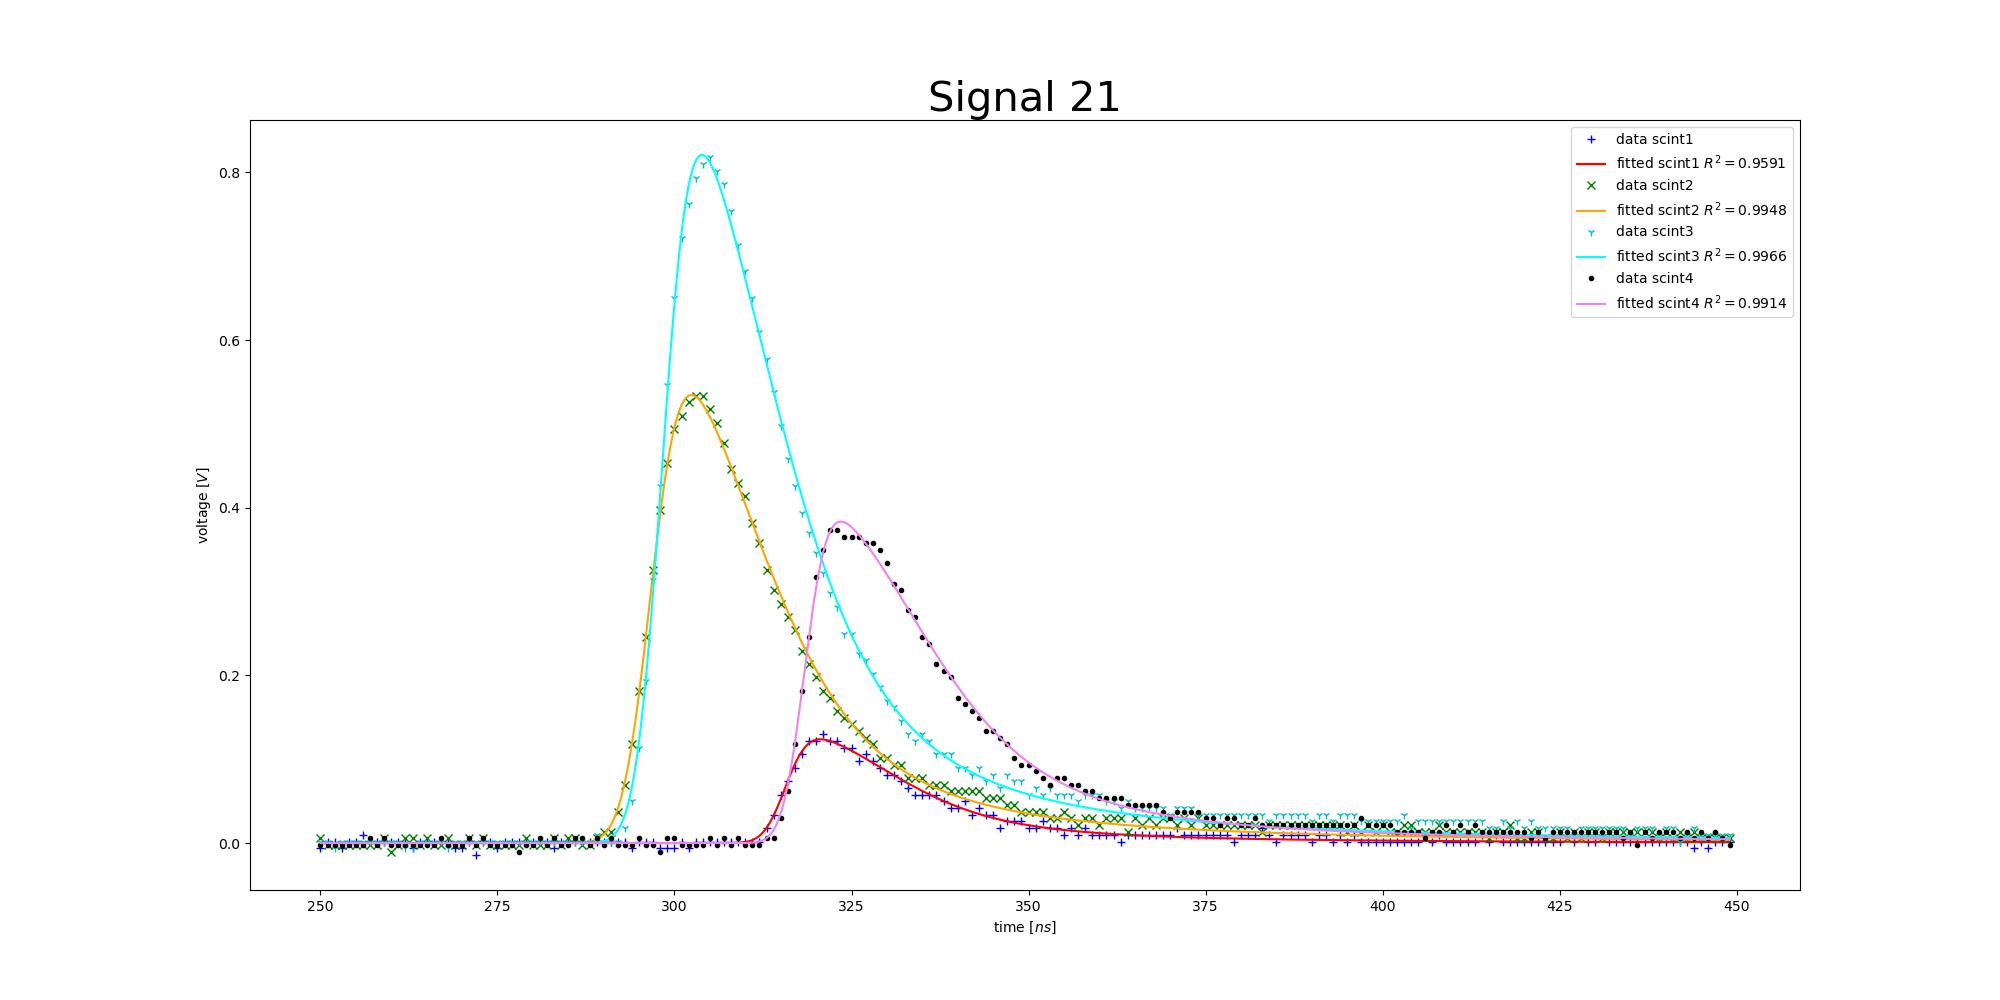 Signal 21
data scint1
fitted scint1 R² = 0.9591
data scint2
fitted scint2 R² = 0.9948
data scint3
fitted scint3 R² = 0.9966
data scint4
fitted scint4 R² = 0.9914
0.8
0.6
0.4
0.2
0.0
voltage [V]
250 275 300 325 350 375 400 425 450
time [ns]